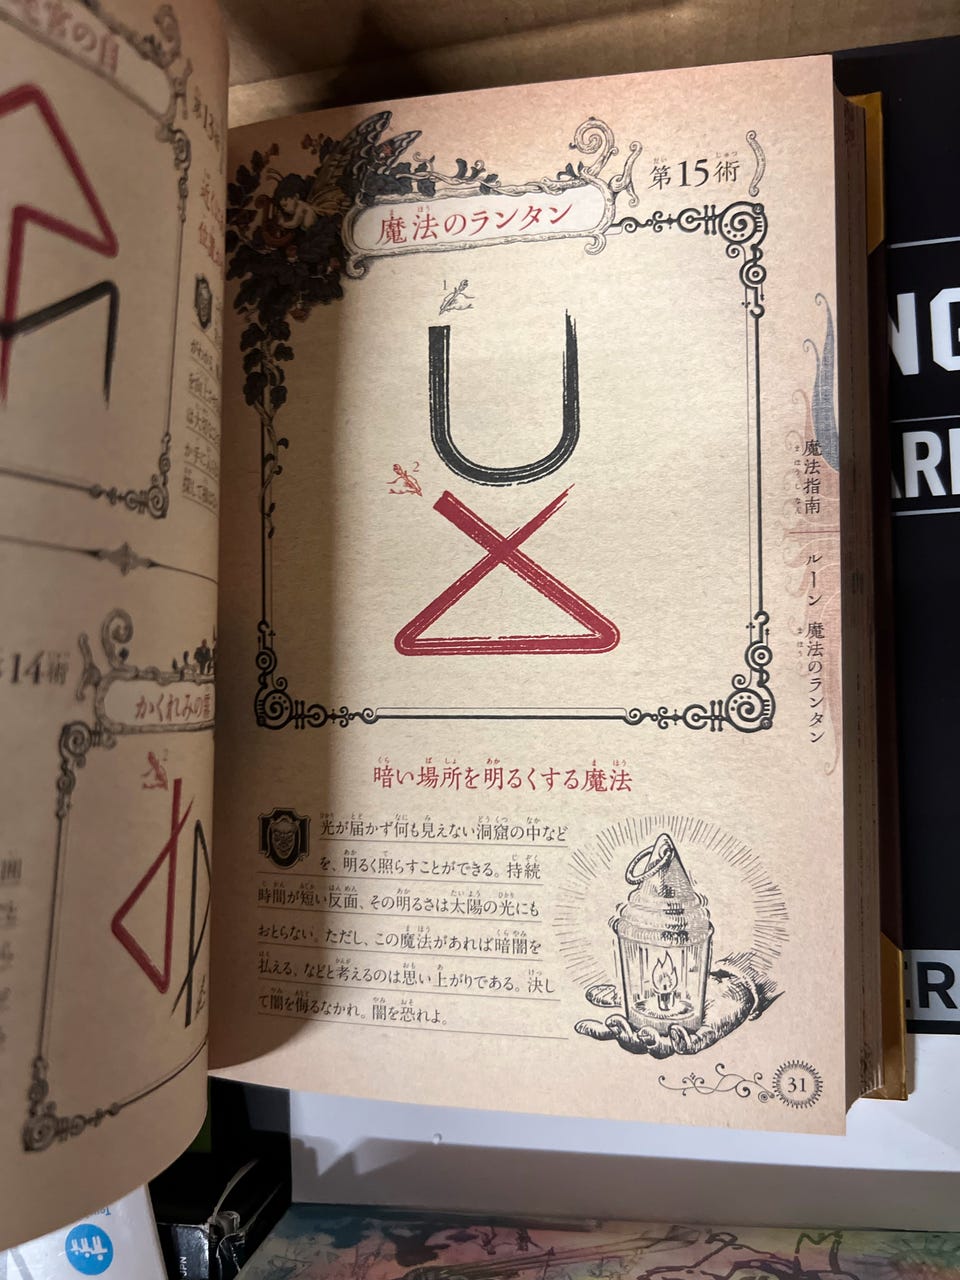 第15術
魔法のランタン
1
2
暗い場所を明るくする魔法
光が届かず何も見えない洞窟の中など
を、明るく照らすことができる。持続
時間が短い反面、その明るさは太陽の光にも
おとらない。ただし、この魔法があれば暗闇を
払える、などと考えるのは思い上がりである。決し
て闇を侮るなかれ。闇を恐れよ。
31
魔法指南
ルーン 魔法のランタン
第13術
14術
かくれみの